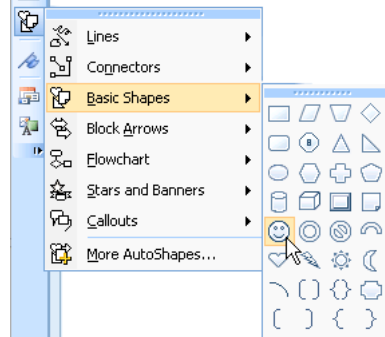 Lines
Connectors
Basic Shapes
Block Arrows
Flowchart
Stars and Banners
Callouts
More AutoShapes...